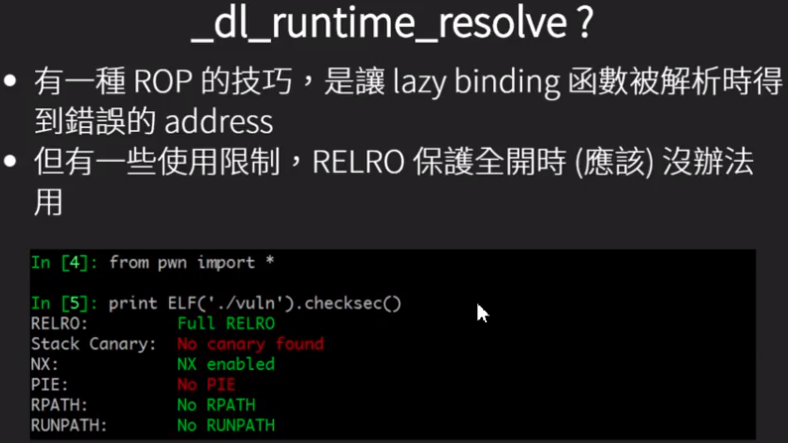 _dl_runtime_resolve ?
• 有一種 ROP 的技巧，是讓 lazy binding 函數被解析時得
到錯誤的 address
• 但有一些使用限制，RELRO 保護全開時 (應該) 沒辦法
用
In [4]: from pwn import *
In [5]: print ELF('./vuln').checksec()
RELRO: Full RELRO
Stack Canary: No canary found
NX: NX enabled
PIE: No PIE
RPATH: No RPATH
RUNPATH: No RUNPATH